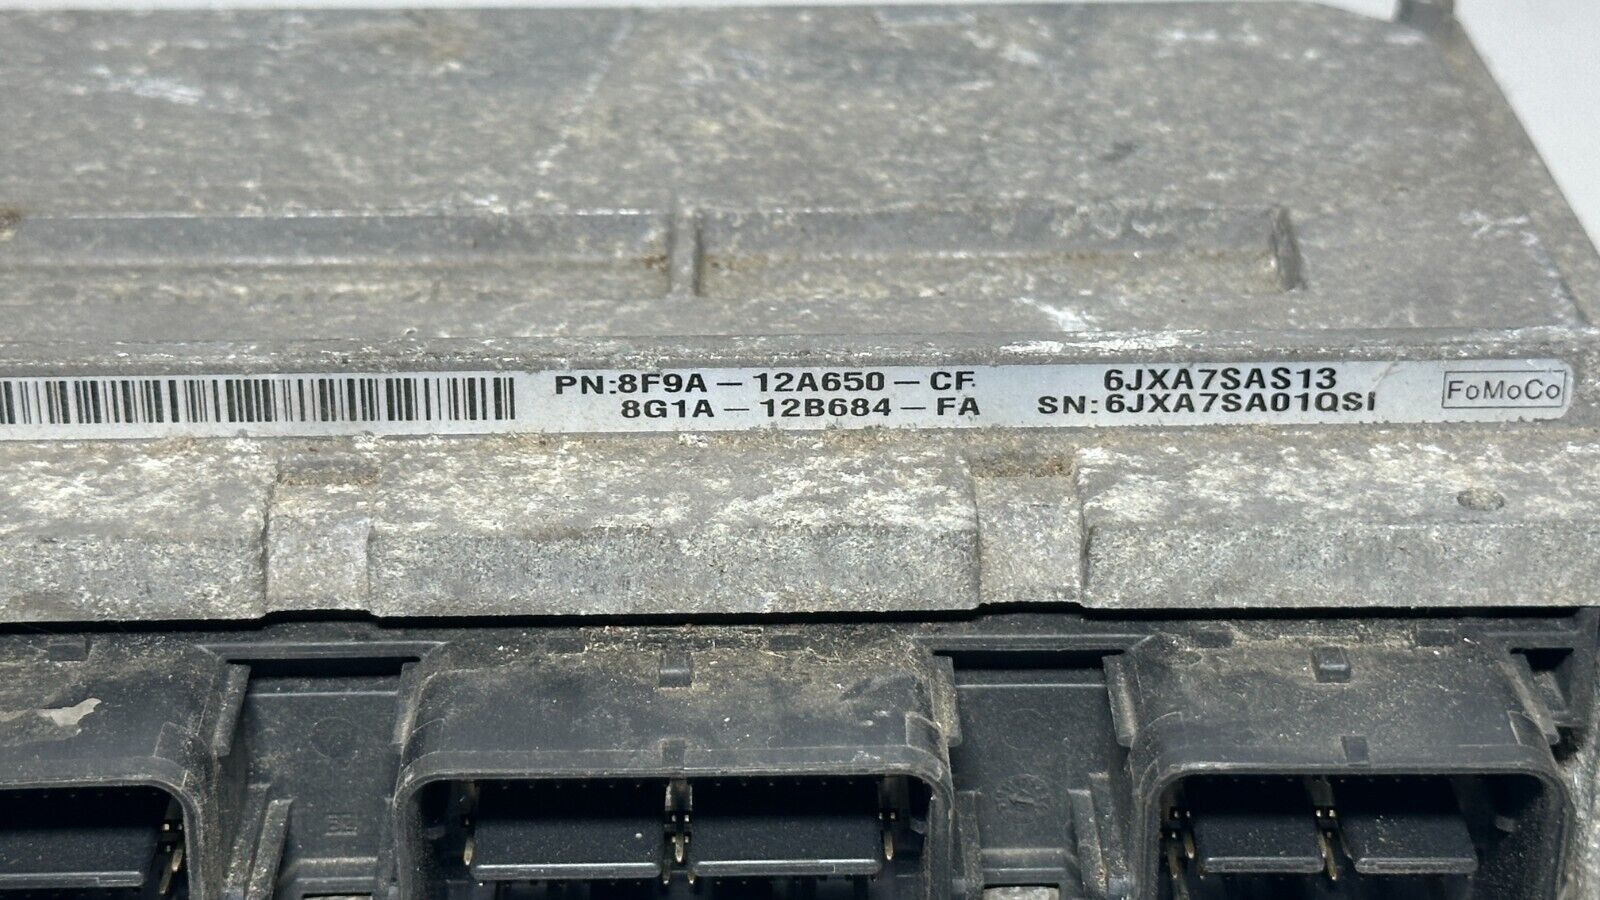 PN:8F9A-12A650-CF
8G1A-12B684-FA
6JXA7SAS13
SN:6JXA7SA01QSI
FoMoCo